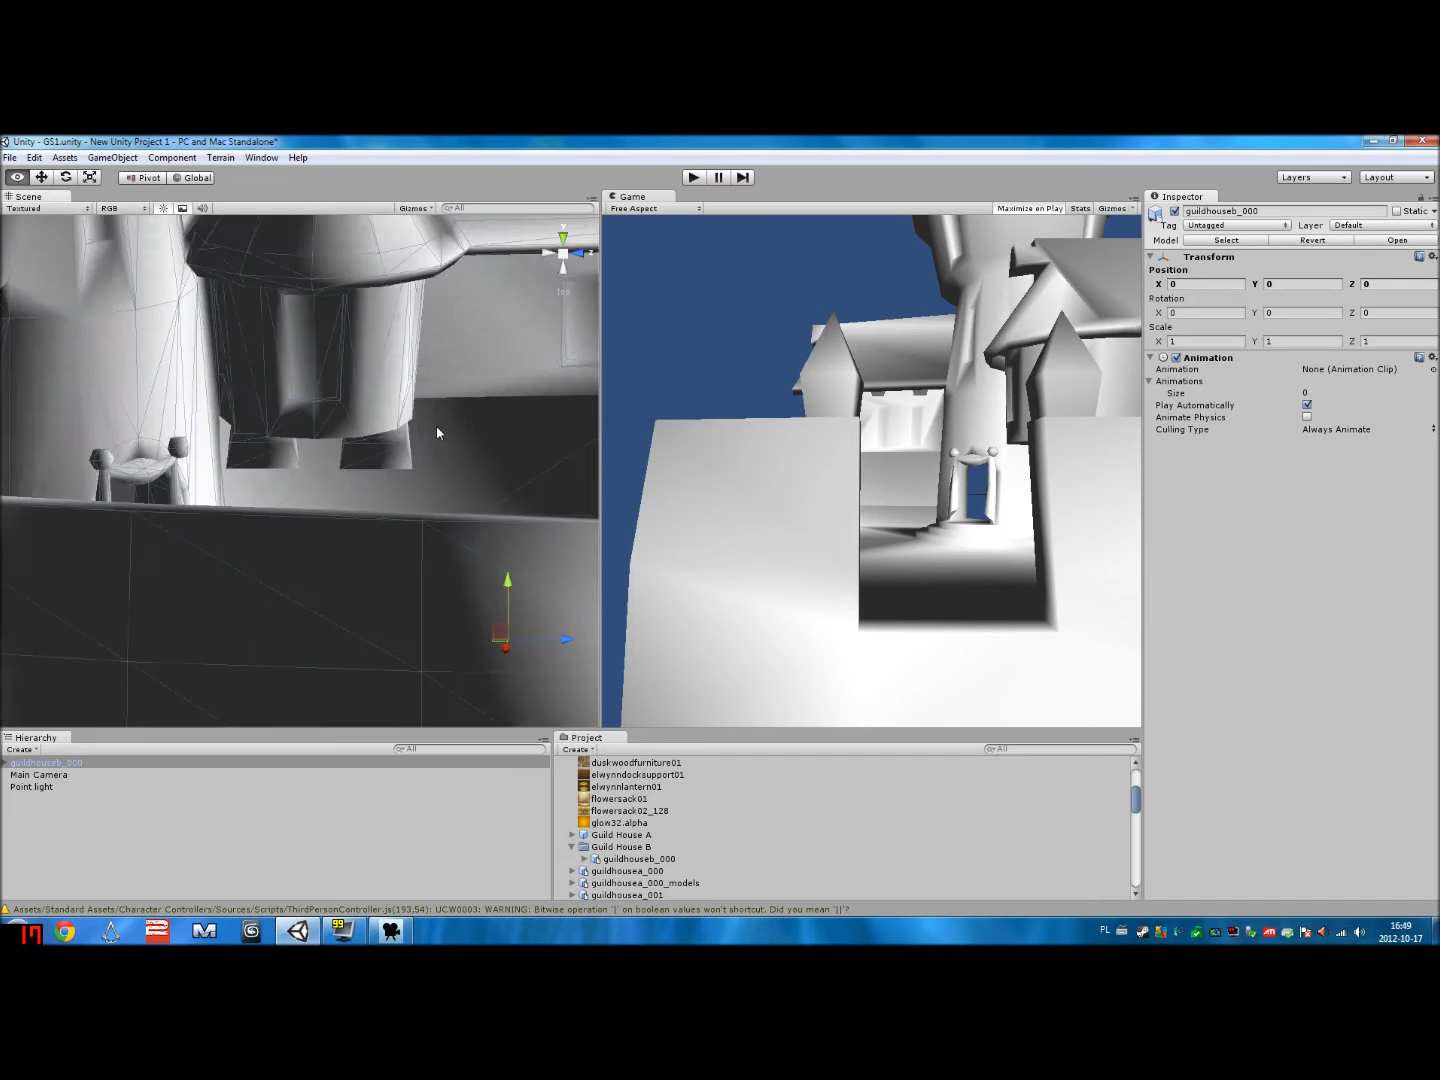 Unity - GS1.unity - New Unity Project 1 - PC and Mac Standalone*
File Edit Assets GameObject Component Terrain Window Help
Pivot Global Layers Layout
Scene
Textured RGB Gizmos All
y
z
Iso
Game
Free Aspect Maximize on Play Stats Gizmos
Inspector
guildhouseb_000 Static
Tag Untagged Layer Default
Model Select Revert Open
Transform
Position
X 0 Y 0 Z 0
Rotation
X 0 Y 0 Z 0
Scale
X 1 Y 1 Z 1
Animation
Animation None (Animation Clip)
Animations
Size 0
Play Automatically
Animate Physics
Culling Type Always Animate
Hierarchy
Create All
guildhouseb_000
Main Camera
Point light
Project
Create All
duskwoodfurniture01
elwynndocksupport01
elwynnlantern01
flowersack01
flowersack02_128
glow32.alpha
Guild House A
Guild House B
guildhouseb_000
guildhousea_000
guildhousea_000_models
guildhousea_001
Assets/Standard Assets/Character Controllers/Sources/Scripts/ThirdPersonController.js(193,54): UCW0003: WARNING: Bitwise operation '|' on boolean values won't shortcut. Did you mean '||'?
99
PL
16:49
2012-10-17